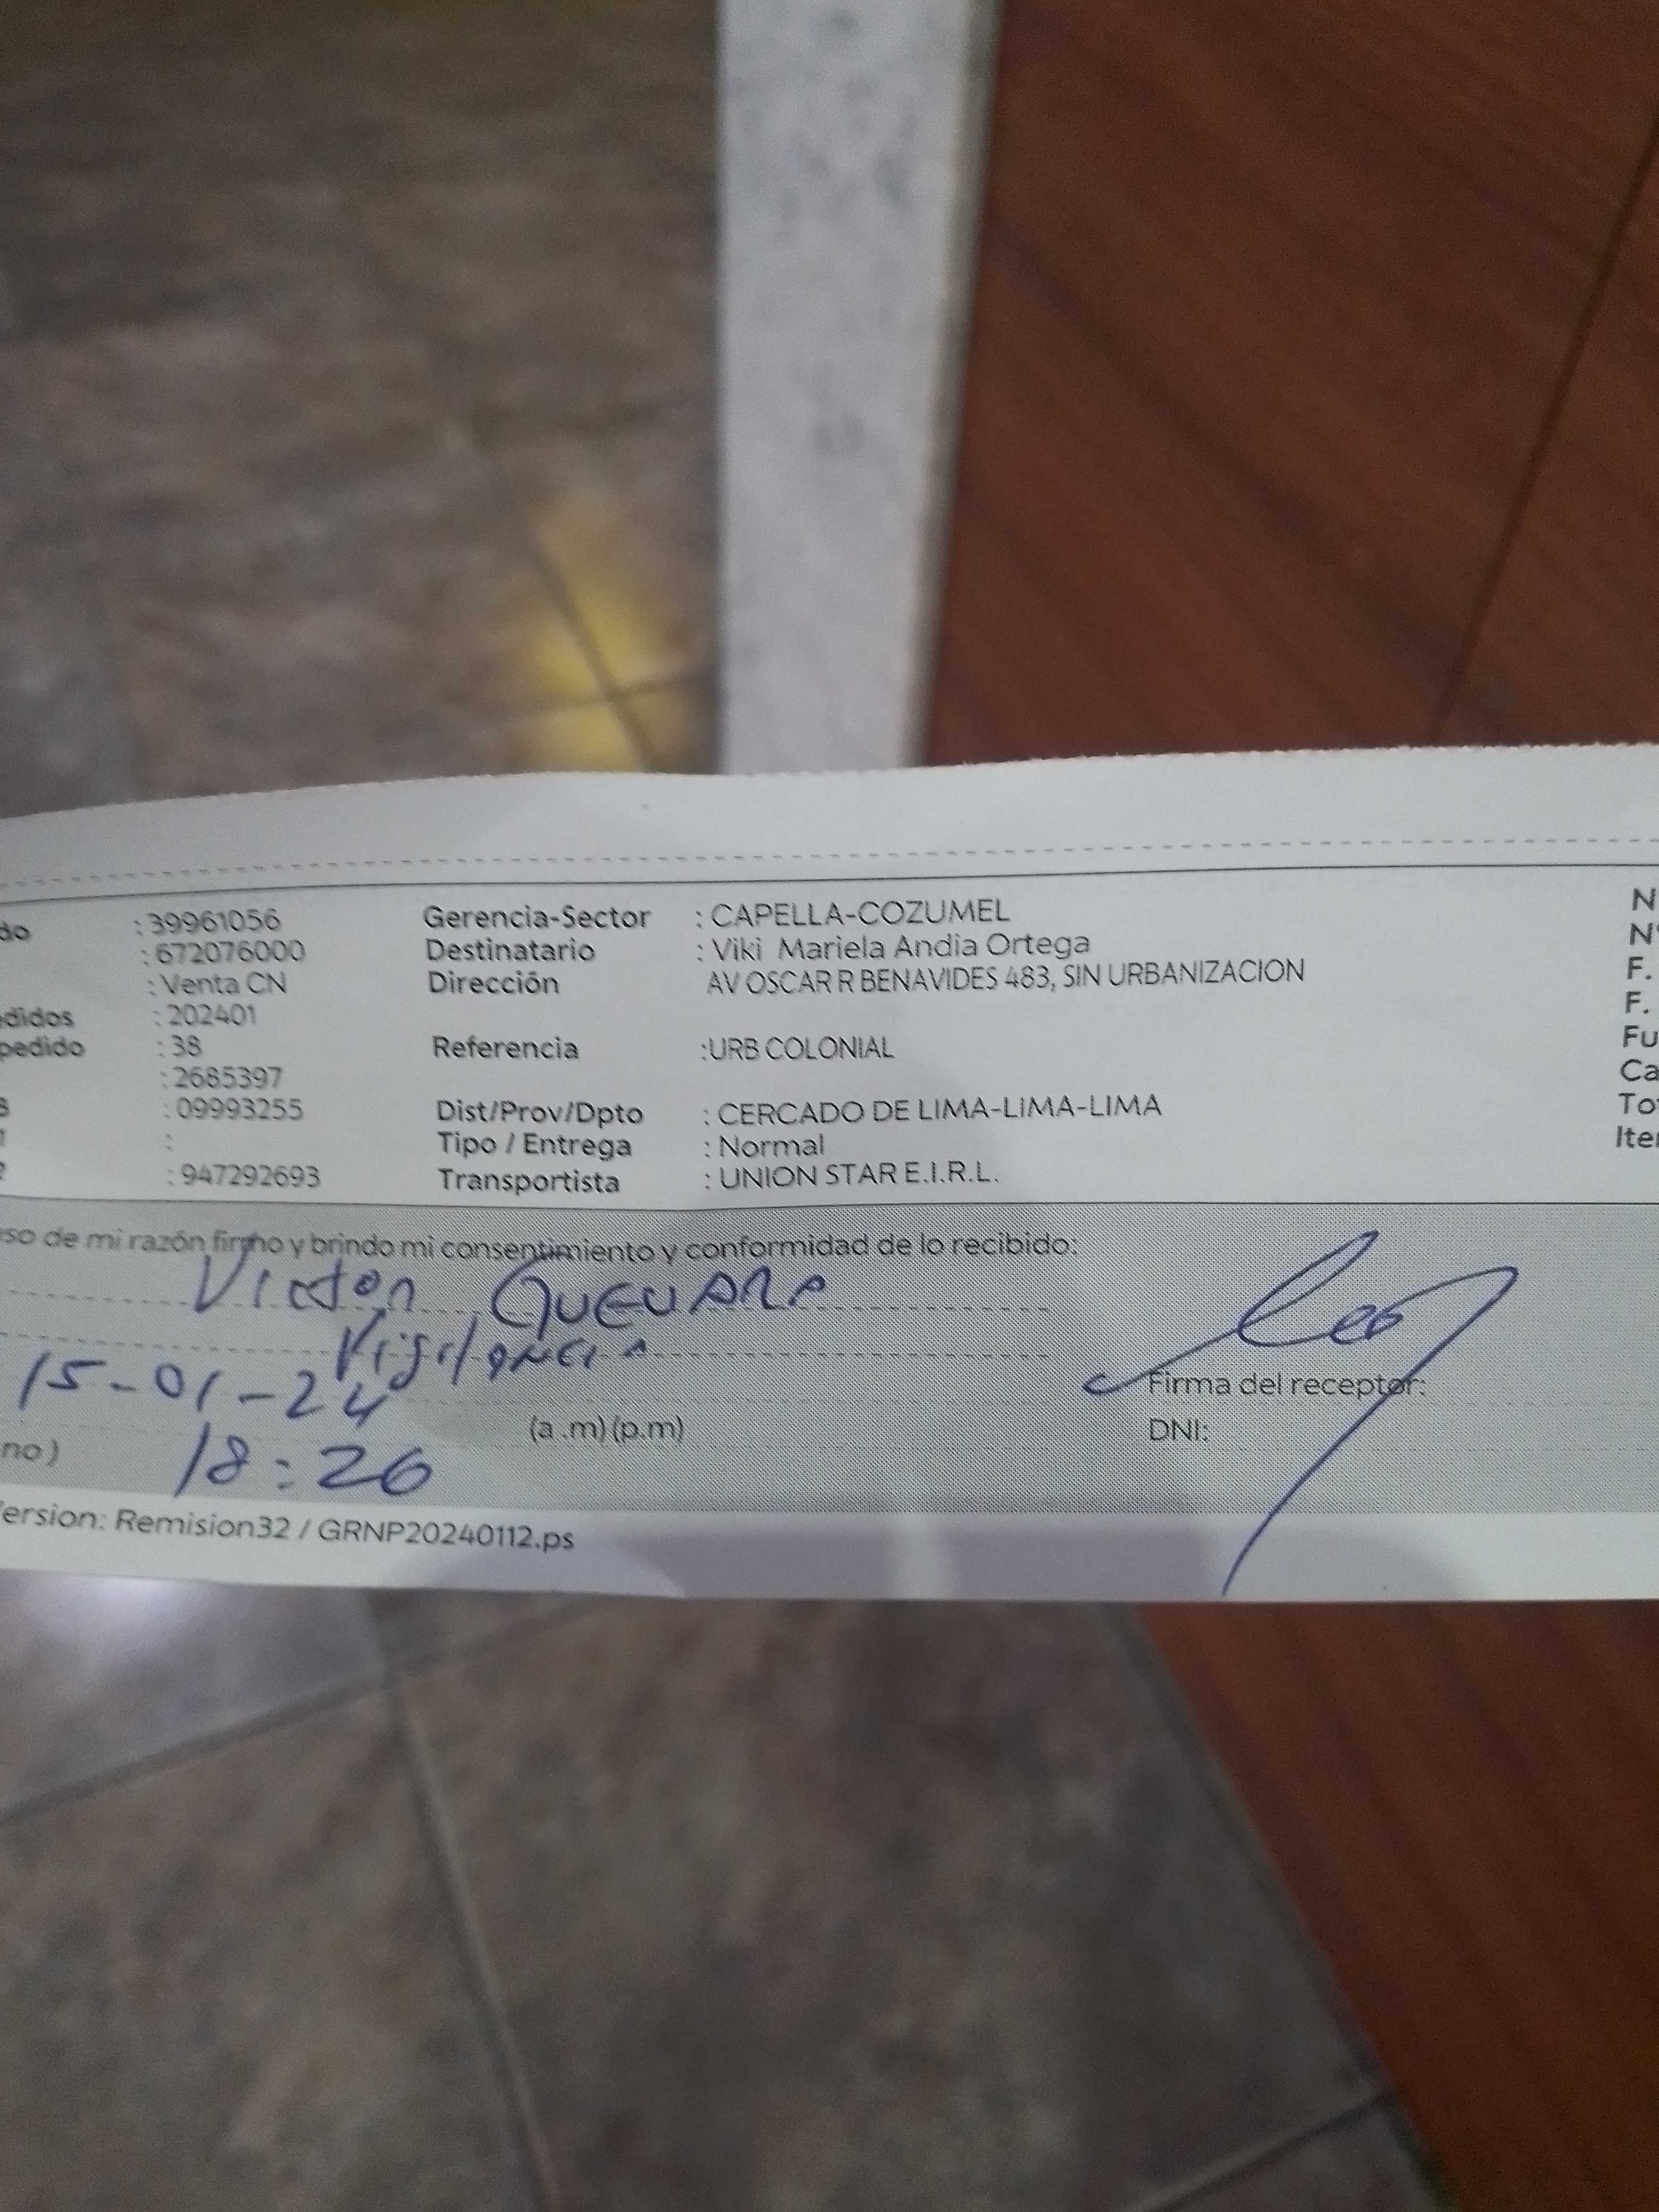 do : 39961056 Gerencia-Sector : CAPELLA-COZUMEL N
: 672076000 Destinatario : Viki Mariela Andia Ortega N°
: Venta CN Dirección AV OSCAR R BENAVIDES 483, SIN URBANIZACION F.
didos : 202401 F.
pedido : 38 Referencia :URB COLONIAL Fu
: 2685397 Ca
: 09993255 Dist/Prov/Dpto : CERCADO DE LIMA-LIMA-LIMA To
: Tipo / Entrega : Normal Iter
: 947292693 Transportista : UNION STAR E.I.R.L.
so de mi razón firmo y brindo mi consentimiento y conformidad de lo recibido:
Victor GUEVARA
Vigilancia
15-01-24 Firma del receptor:
(a .m) (p.m) DNI:
no) 18:26
ersion: Remision32 / GRNP20240112.ps